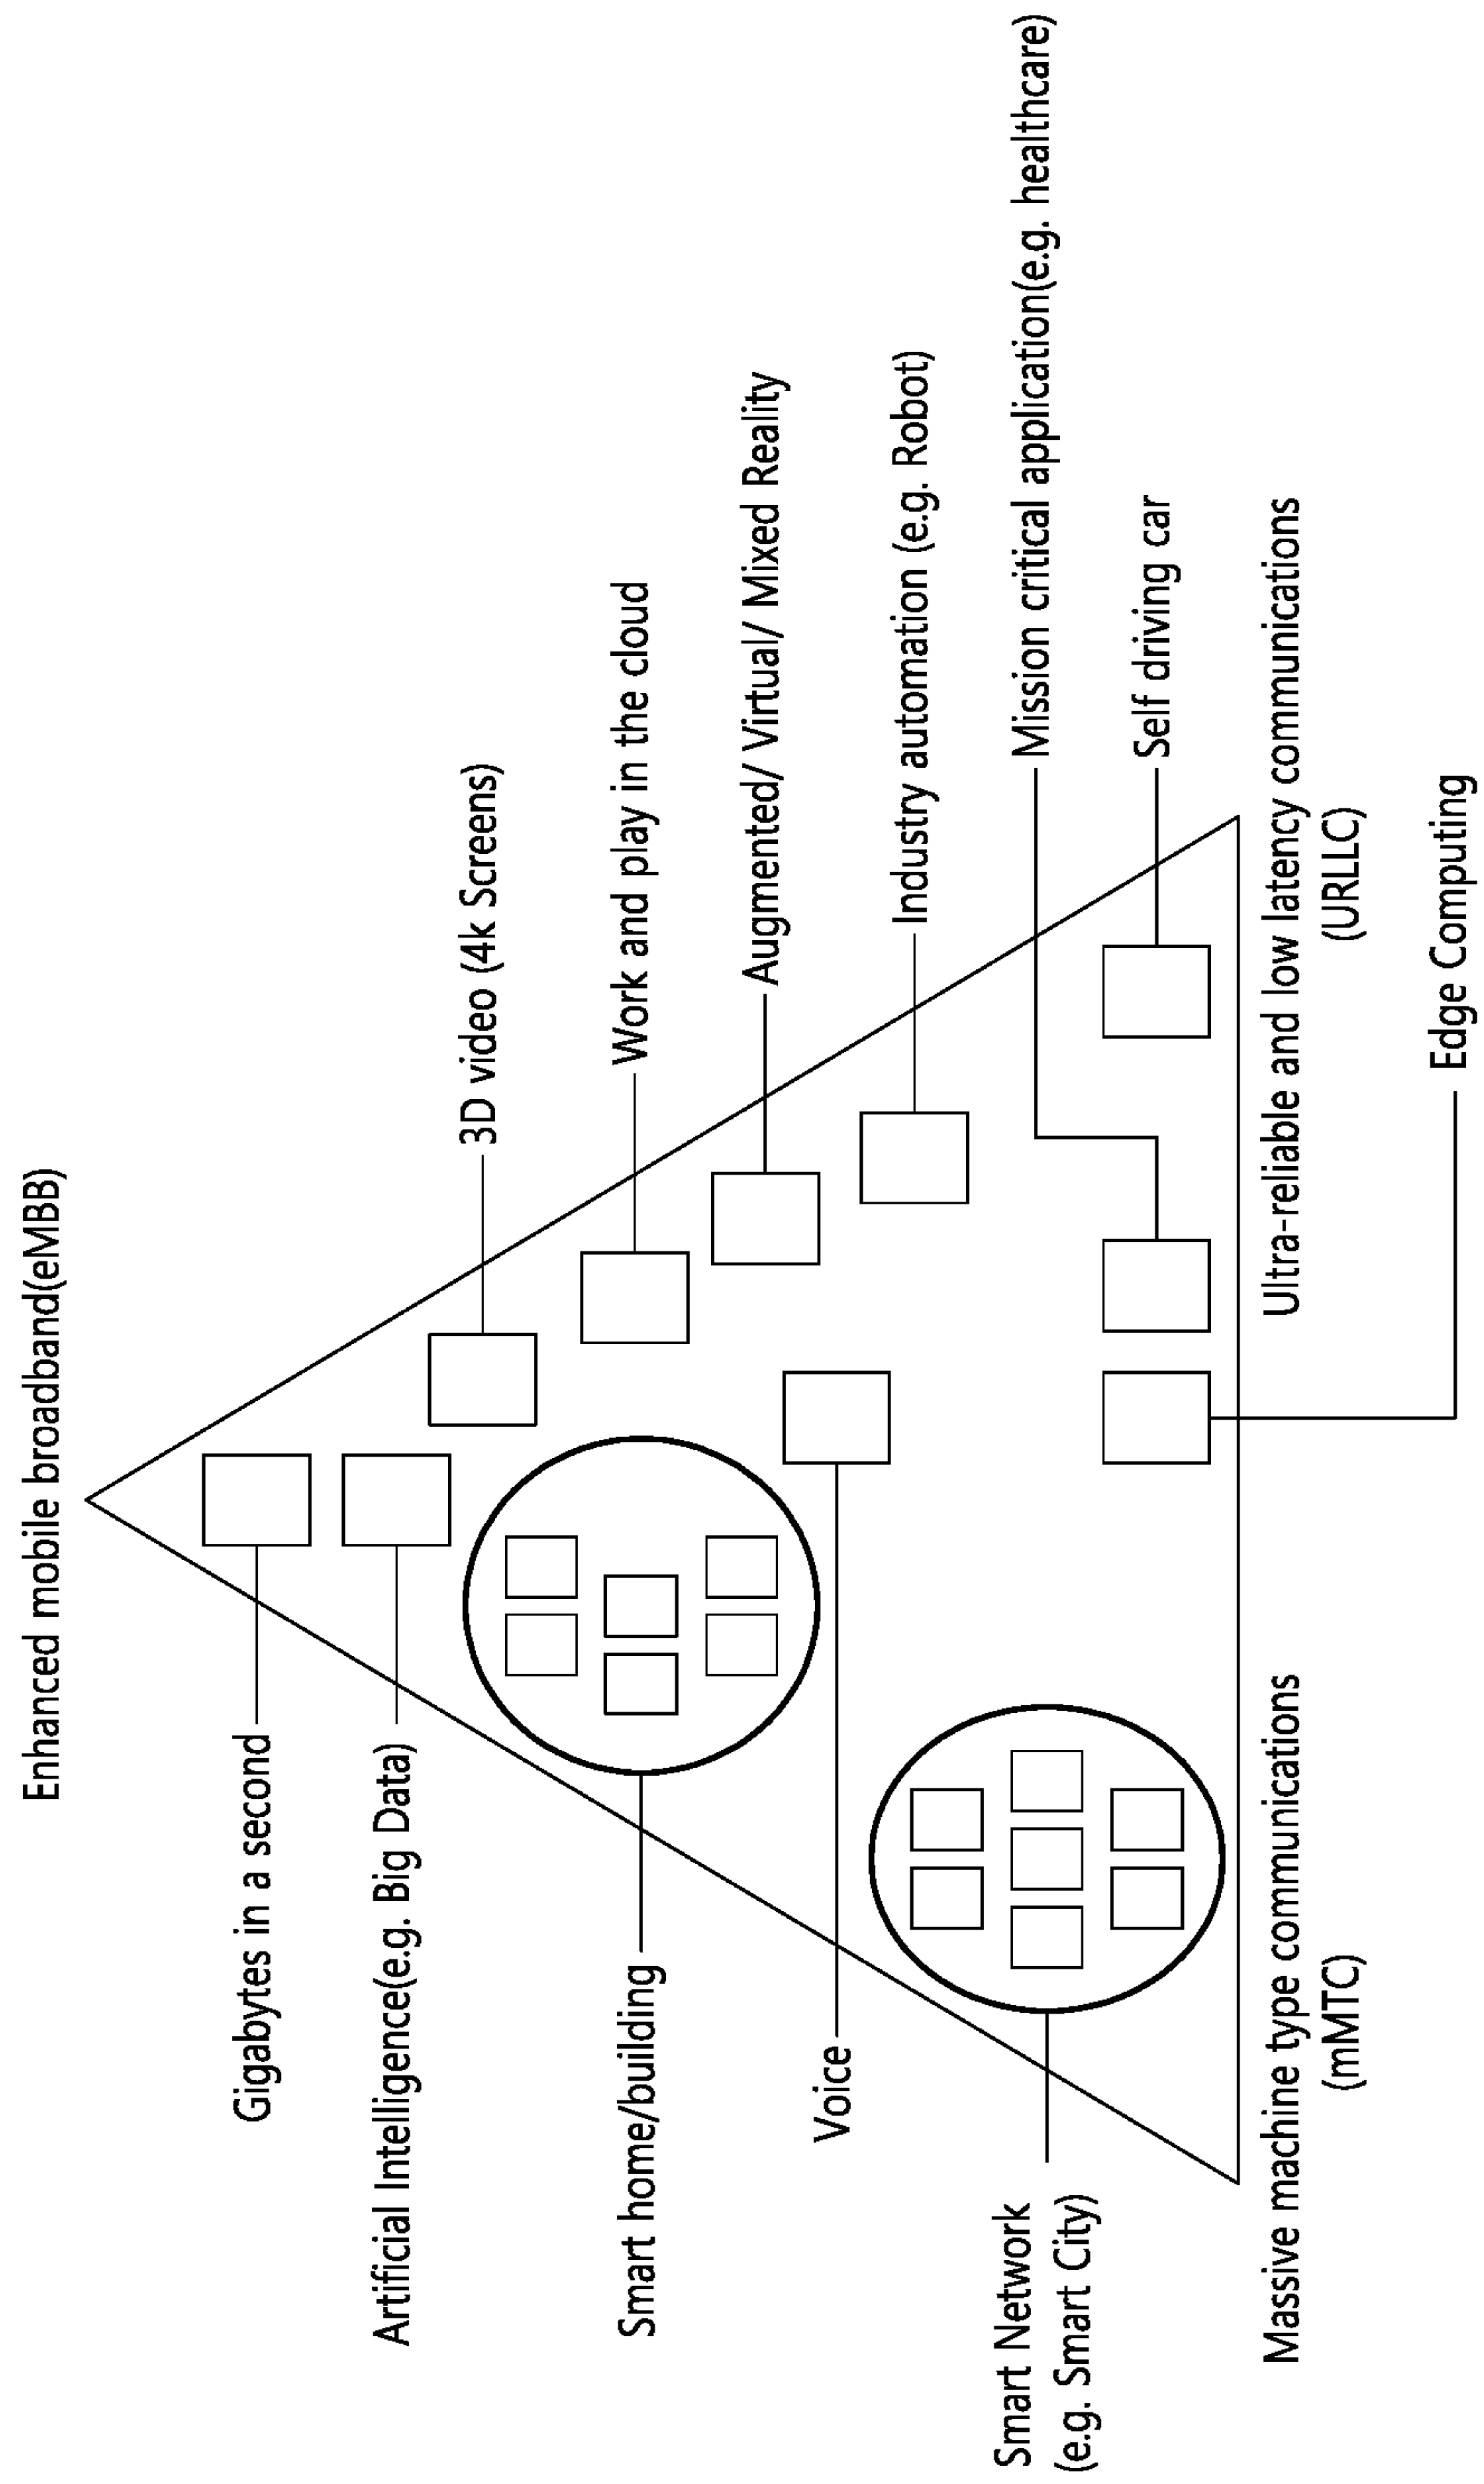 Enhanced mobile broadband(eMBB)
Gigabytes in a second
Artificial Intelligence(e.g. Big Data)
3D video (4k Screens)
Smart home/building
Work and play in the cloud
Augmented/ Virtual/ Mixed Reality
Voice
Industry automation (e.g. Robot)
Smart Network
(e.g. Smart City)
Mission critical application(e.g. healthcare)
Self driving car
Massive machine type communications
(mMTC)
Ultra-reliable and low latency communications
(URLLC)
Edge Computing